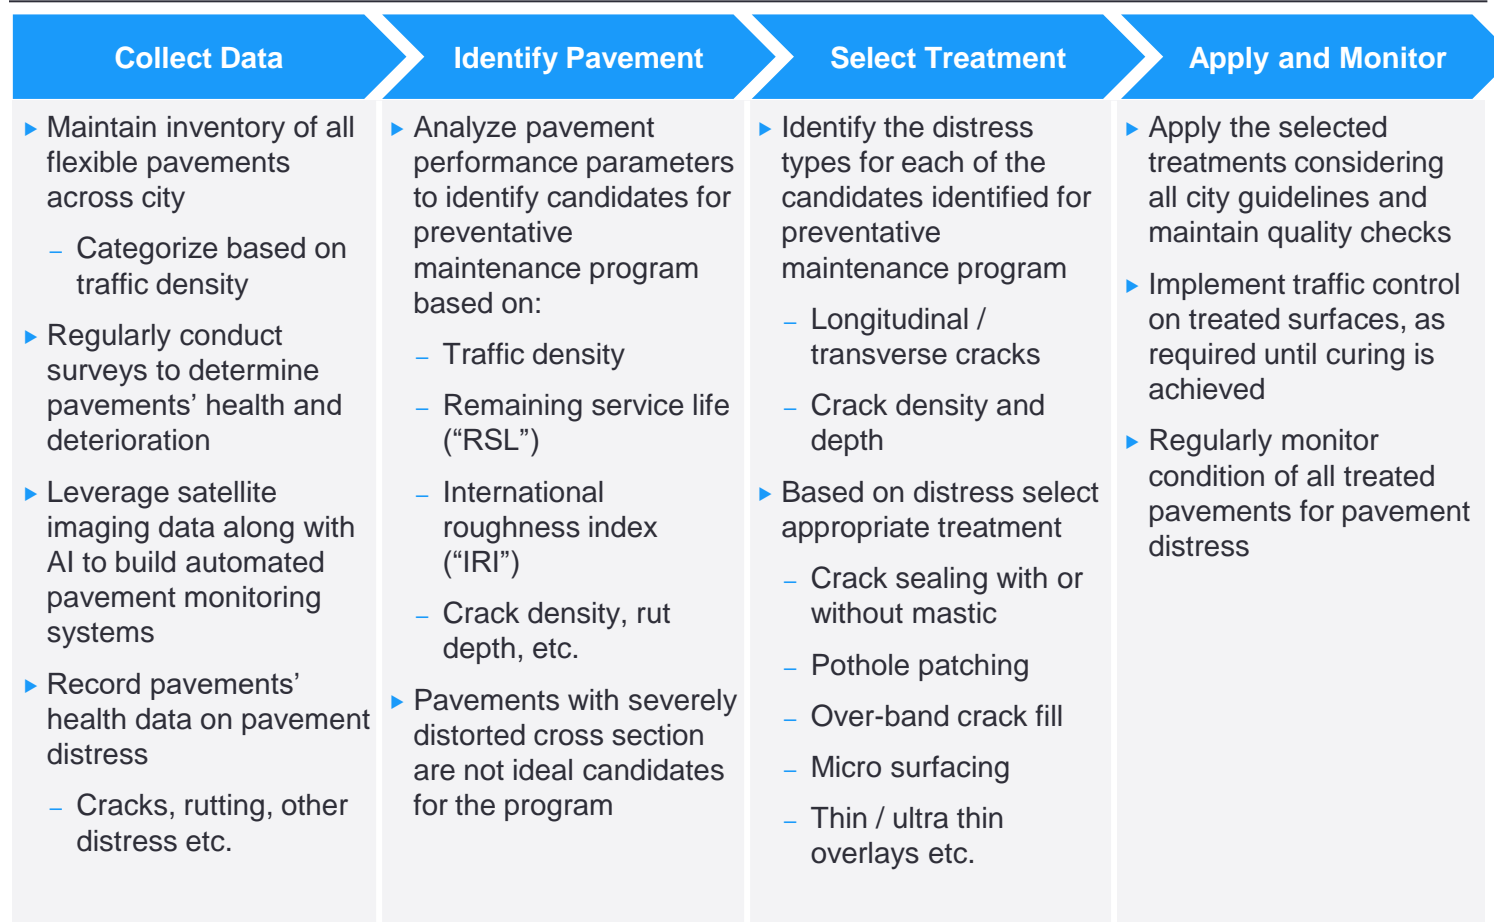 Collect Data
Identify Pavement
Select Treatment
Apply and Monitor
Maintain inventory of all
flexible pavements
across city
– Categorize based on
traffic density
Regularly conduct
surveys to determine
pavements’ health and
deterioration
Leverage satellite
imaging data along with
AI to build automated
pavement monitoring
systems
Record pavements’
health data on pavement
distress
– Cracks, rutting, other
distress etc.
Analyze pavement
performance parameters
to identify candidates for
preventative
maintenance program
based on:
– Traffic density
– Remaining service life
(“RSL”)
– International
roughness index
(“IRI”)
– Crack density, rut
depth, etc.
Pavements with severely
distorted cross section
are not ideal candidates
for the program
Identify the distress
types for each of the
candidates identified for
preventative
maintenance program
– Longitudinal /
transverse cracks
– Crack density and
depth
Based on distress select
appropriate treatment
– Crack sealing with or
without mastic
– Pothole patching
– Over-band crack fill
– Micro surfacing
– Thin / ultra thin
overlays etc.
Apply the selected
treatments considering
all city guidelines and
maintain quality checks
Implement traffic control
on treated surfaces, as
required until curing is
achieved
Regularly monitor
condition of all treated
pavements for pavement
distress